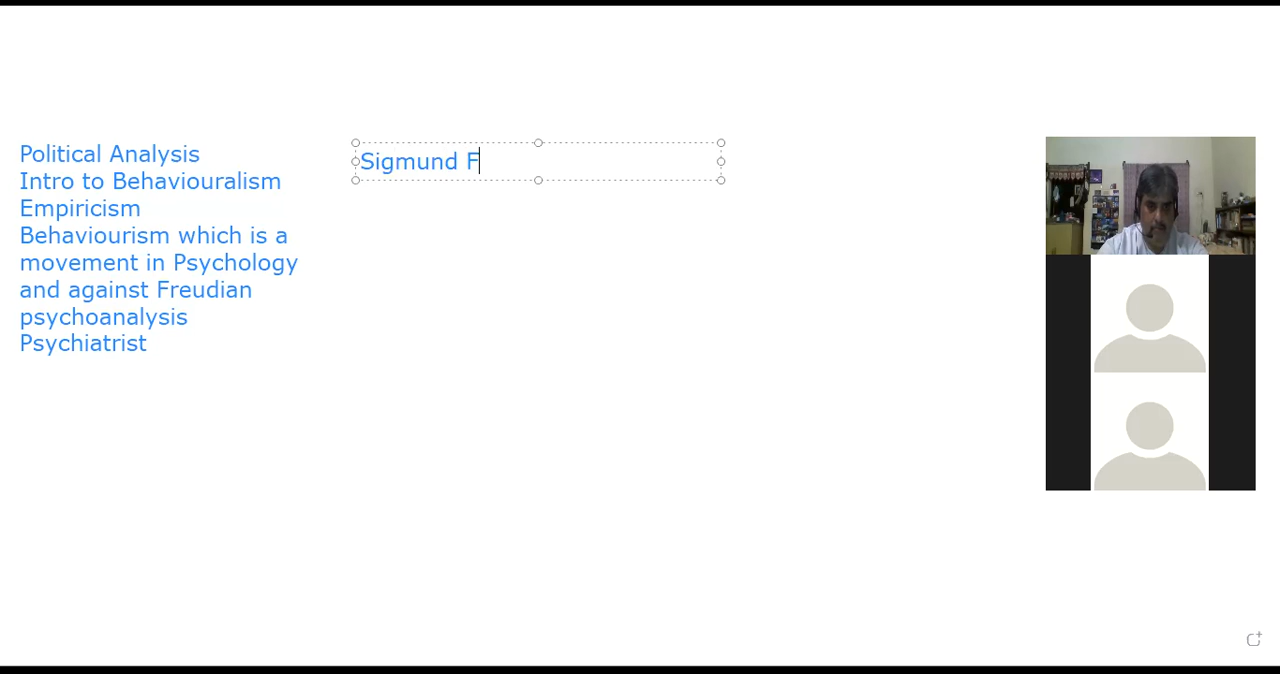 Political Analysis
Intro to Behaviouralism
Empiricism
Behaviourism which is a
movement in Psychology
and against Freudian
psychoanalysis
Psychiatrist
Sigmund F